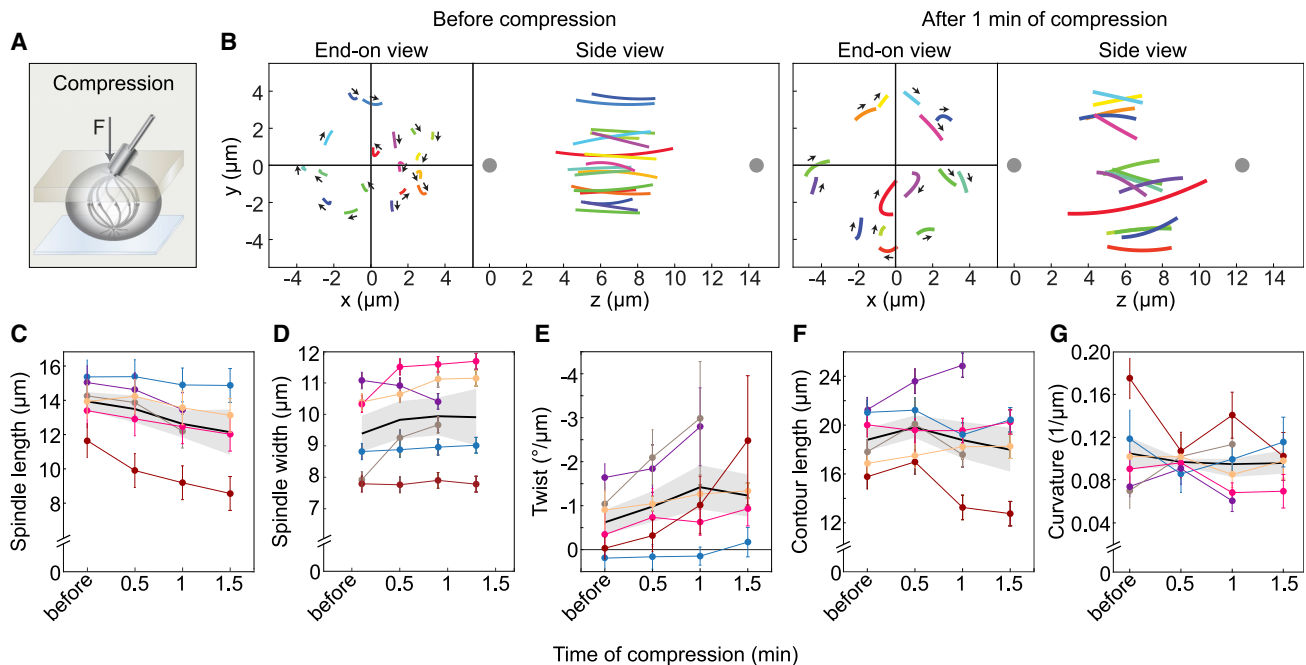 Before compression
After 1 min of compression
A
B
End-on view
Side view
End-on view
Side view
Compression
F
y (µm)
4
2
0
-2
-4
-4 -2 0 2 4
x (µm)
0 2 4 6 8 10 12 14
z (µm)
-4 -2 0 2 4
x (µm)
0 2 4 6 8 10 12 14
z (µm)
C
Spindle length (µm)
16
14
12
10
8
0
before 0.5 1 1.5
D
Spindle width (µm)
12
11
10
9
8
7
0
before 0.5 1 1.5
E
Twist (°/µm)
-4
-3
-2
-1
0
before 0.5 1 1.5
F
Contour length (µm)
24
20
16
12
0
before 0.5 1 1.5
G
Curvature (1/µm)
0.20
0.16
0.12
0.08
0.04
0
before 0.5 1 1.5
Time of compression (min)